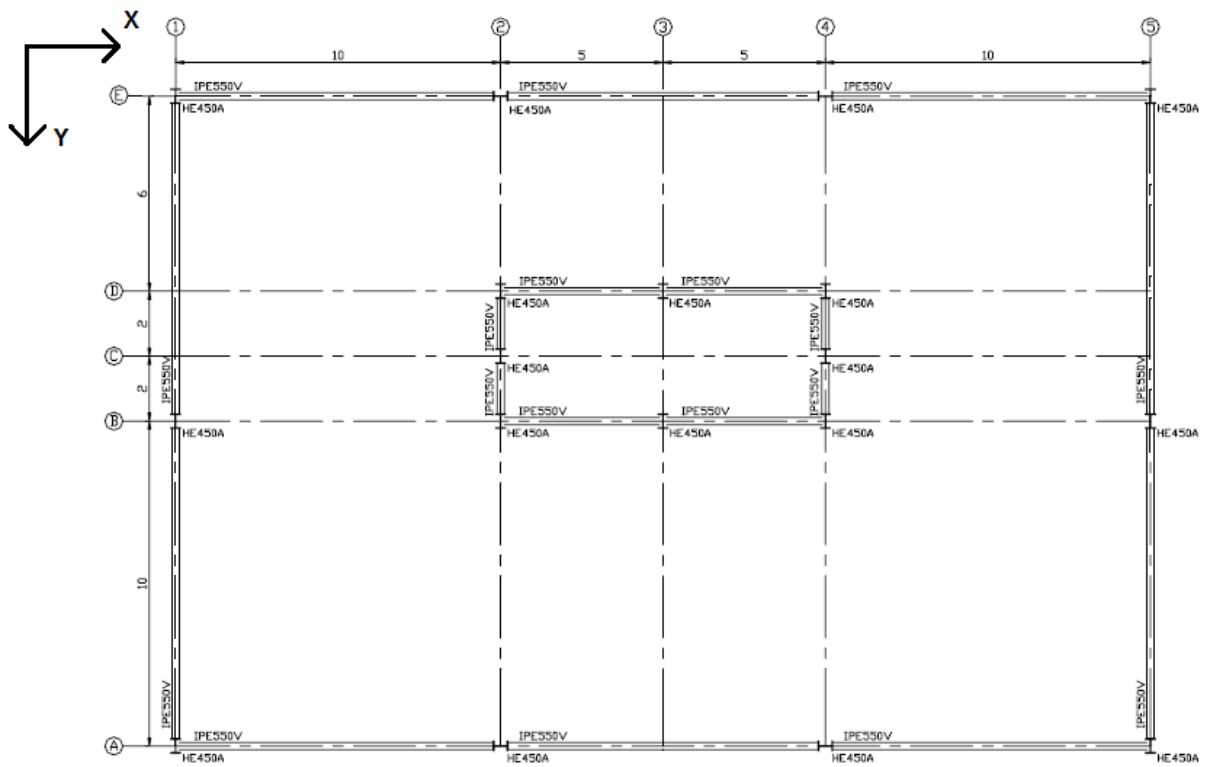 X
1 2 3 4 5
10 5 5 10
Y
E
IPE550V IPE550V IPE550V
HE450A HE450A HE450A HE450A
6
D
IPE550V IPE550V
HE450A HE450A HE450A
IPE550V IPE550V
2
C
HE450A HE450A
IPE550V IPE550V IPE550V IPE550V
2
IPE550V IPE550V
B
HE450A HE450A HE450A HE450A HE450A
10
IPE550V IPE550V
IPE550V IPE550V IPE550V
A
HE450A HE450A HE450A HE450A